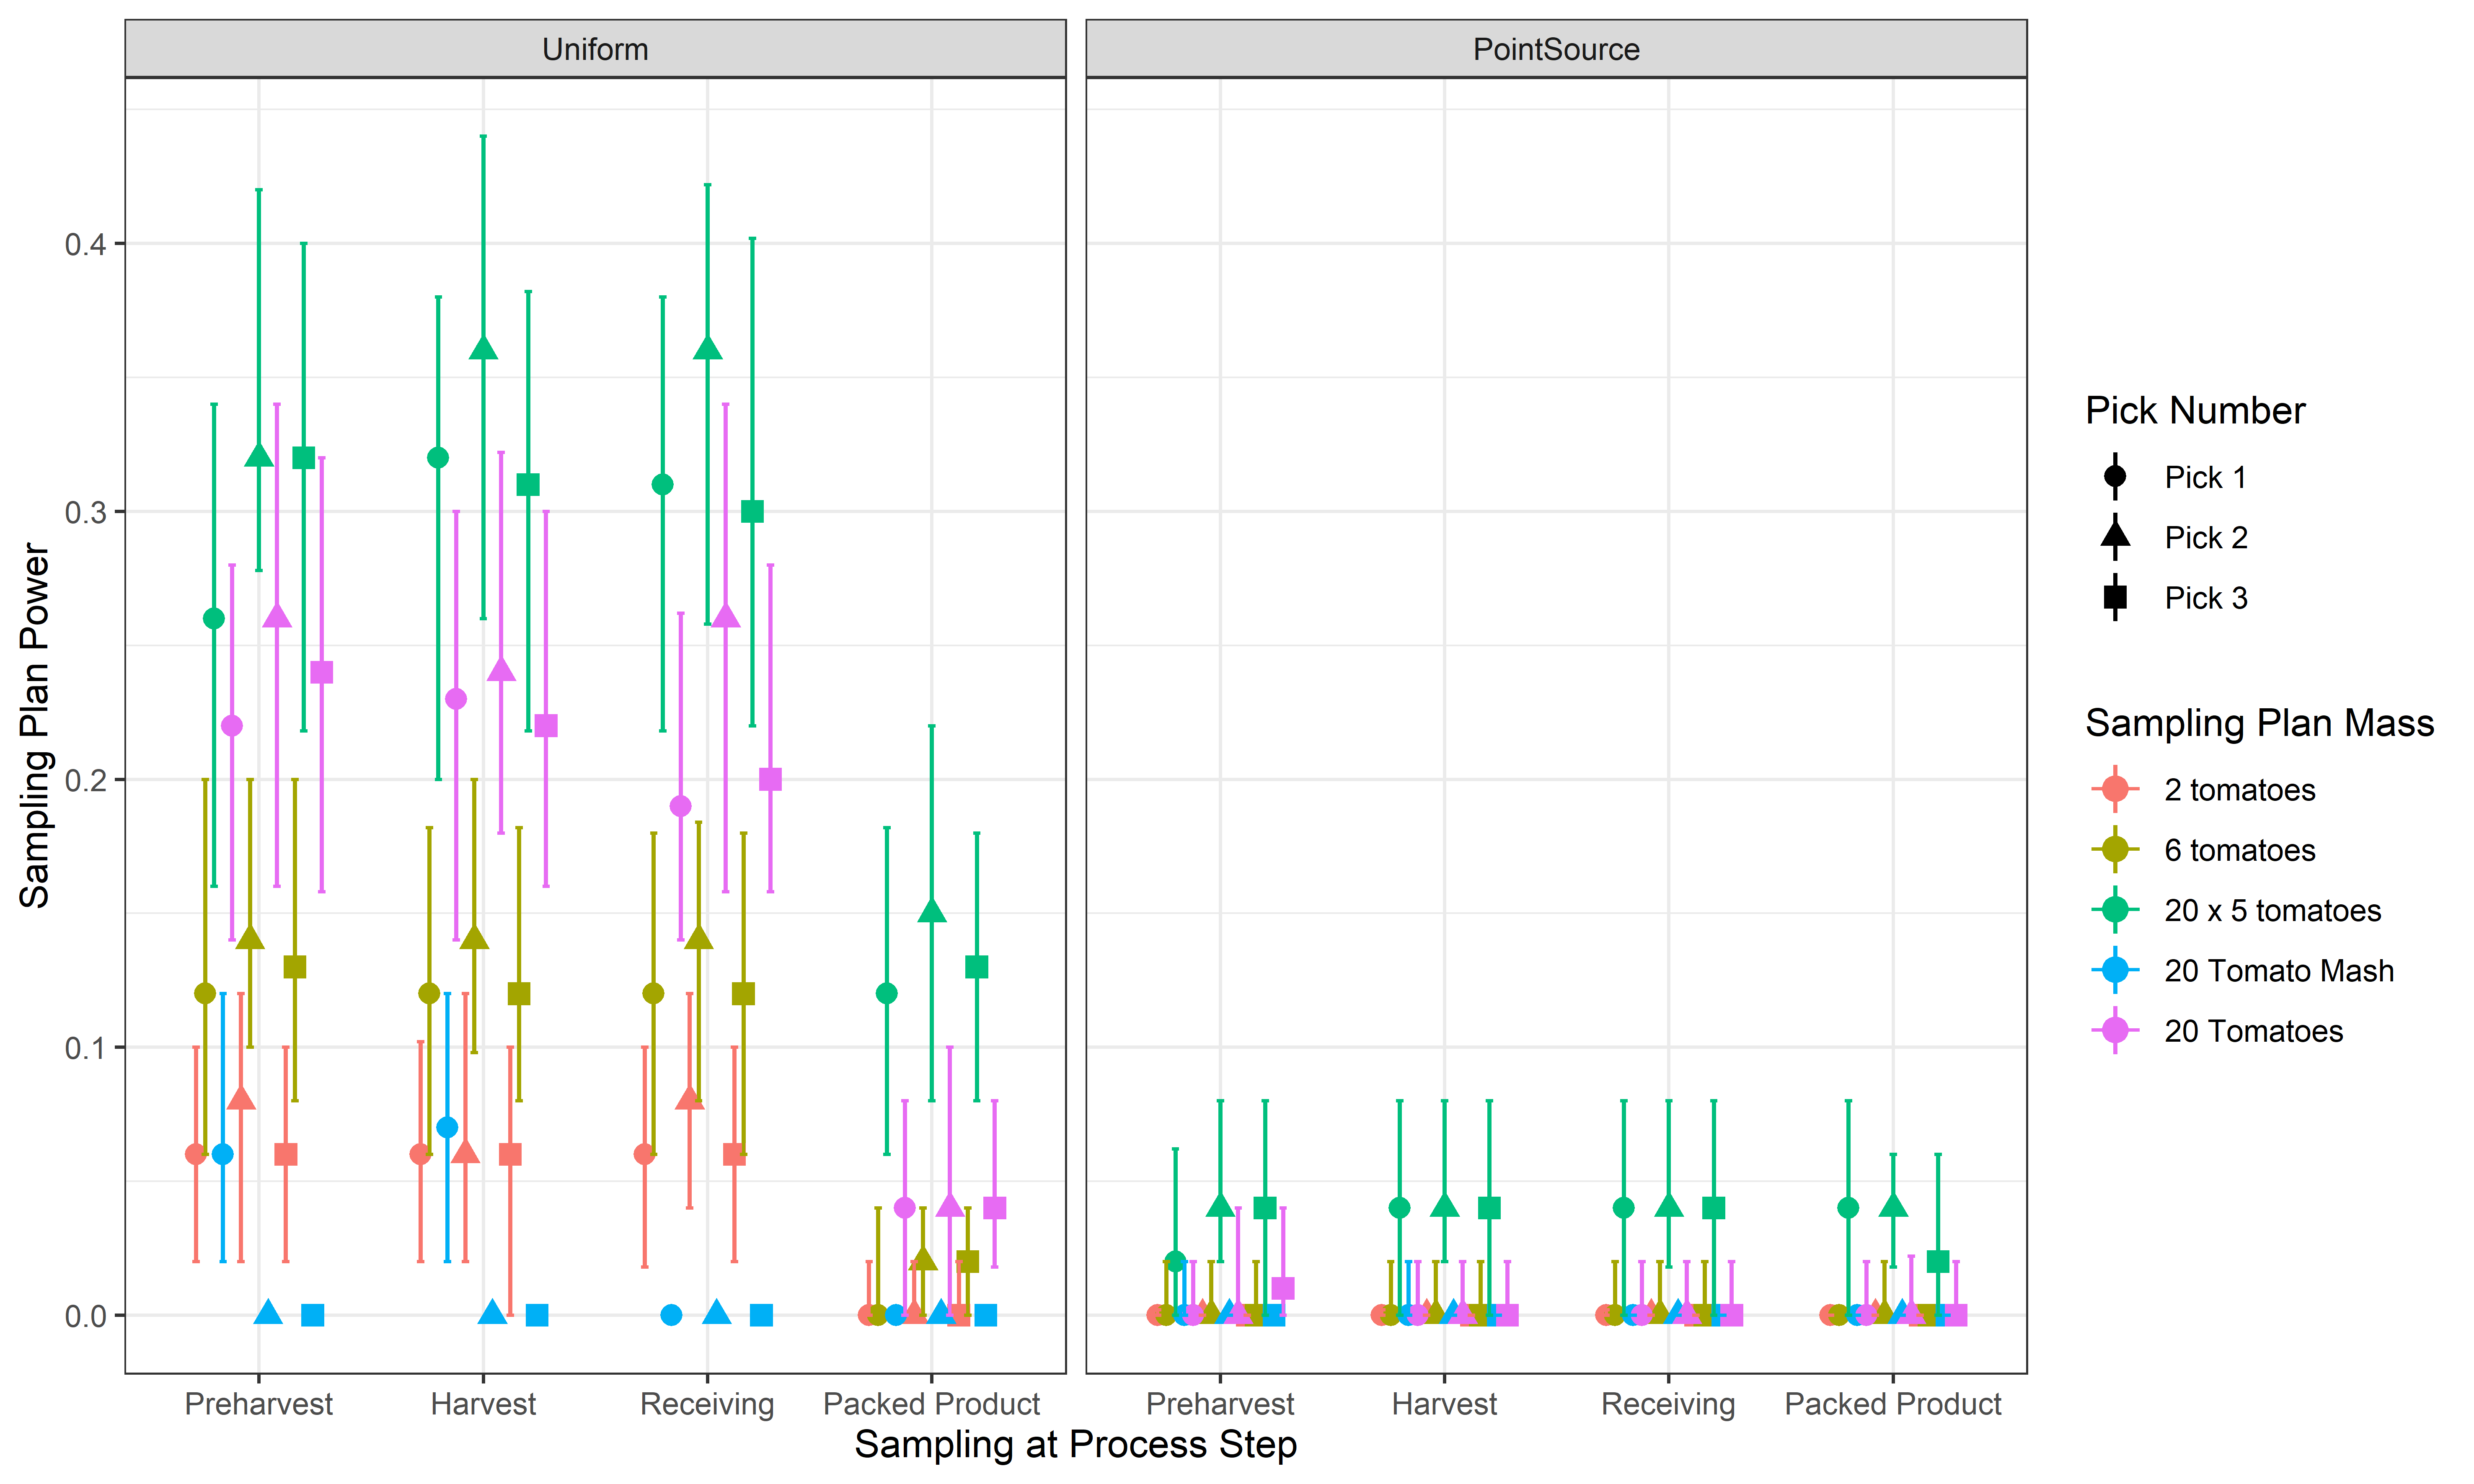 Uniform
PointSource
Sampling Plan Power
0.4
0.3
0.2
0.1
0.0
Preharvest
Harvest
Receiving
Packed Product
Preharvest
Harvest
Receiving
Packed Product
Sampling at Process Step
Pick Number
Pick 1
Pick 2
Pick 3
Sampling Plan Mass
2 tomatoes
6 tomatoes
20 x 5 tomatoes
20 Tomato Mash
20 Tomatoes